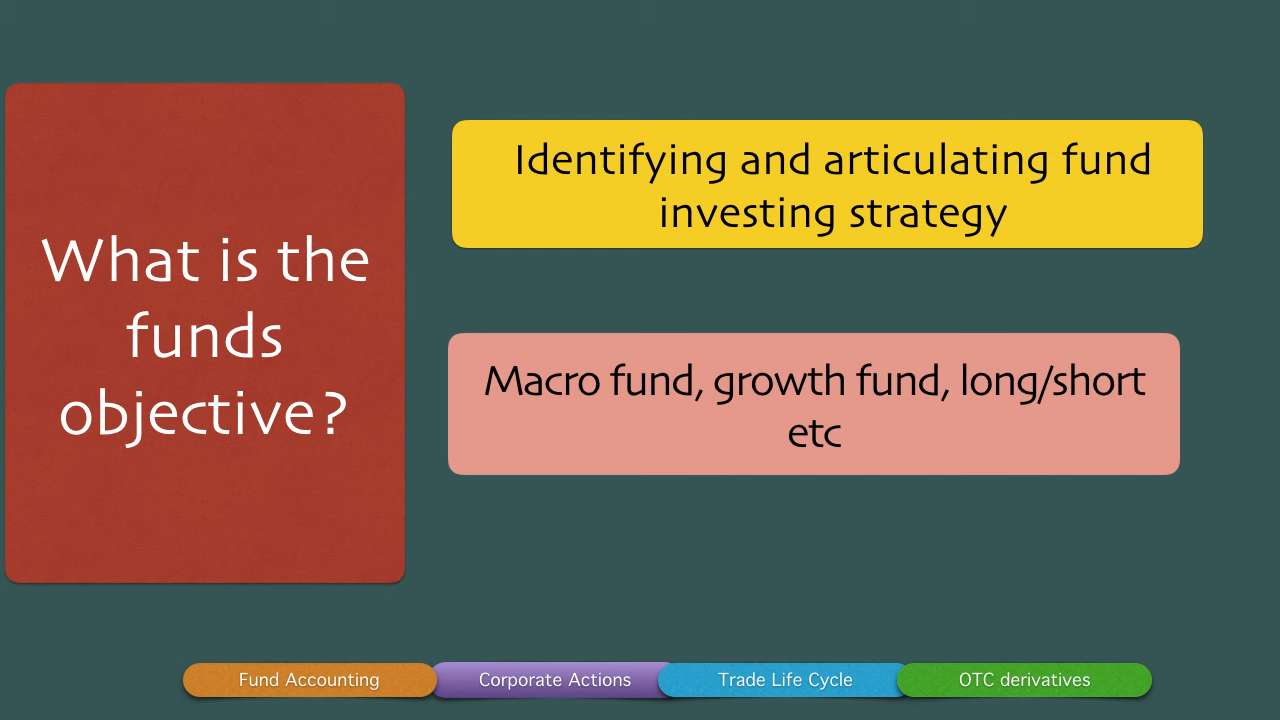 What is the
funds
objective?
Identifying and articulating fund
investing strategy
Macro fund, growth fund, long/short
etc
Fund Accounting
Corporate Actions
Trade Life Cycle
OTC derivatives